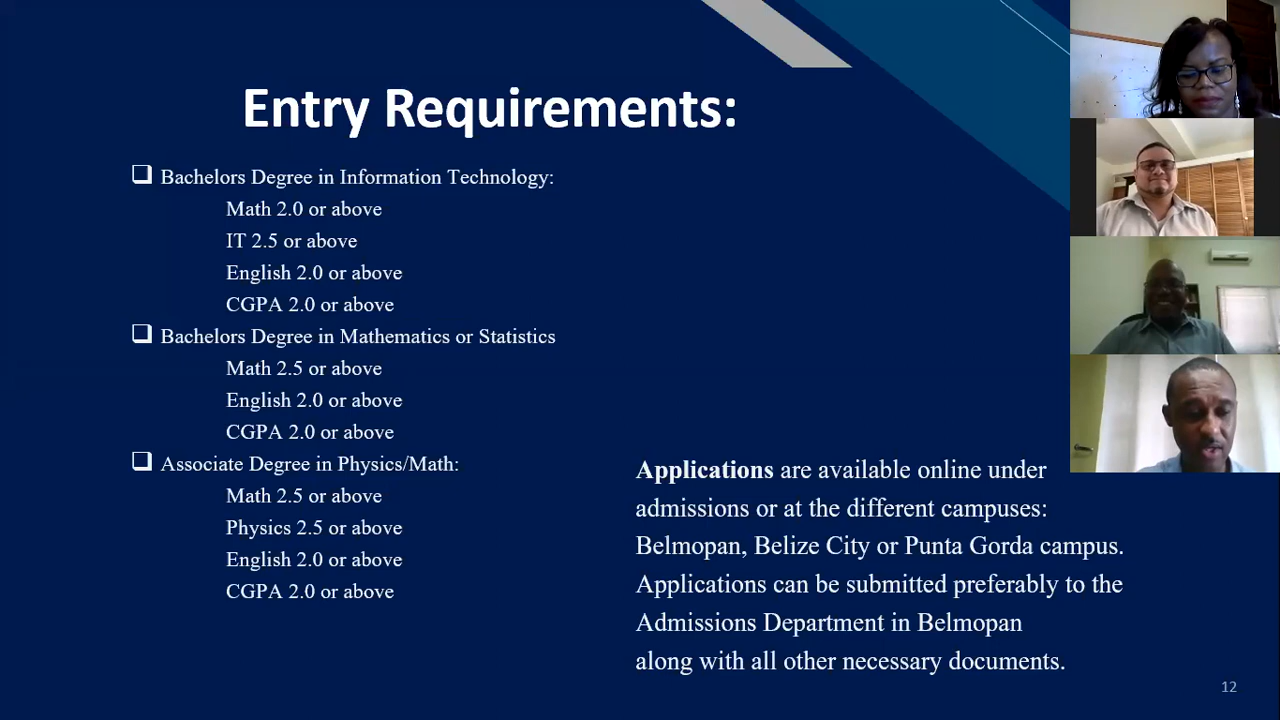 Entry Requirements:
❑ Bachelors Degree in Information Technology:
Math 2.0 or above
IT 2.5 or above
English 2.0 or above
CGPA 2.0 or above
❑ Bachelors Degree in Mathematics or Statistics
Math 2.5 or above
English 2.0 or above
CGPA 2.0 or above
❑ Associate Degree in Physics/Math:
Math 2.5 or above
Physics 2.5 or above
English 2.0 or above
CGPA 2.0 or above
Applications are available online under
admissions or at the different campuses:
Belmopan, Belize City or Punta Gorda campus.
Applications can be submitted preferably to the
Admissions Department in Belmopan
along with all other necessary documents.
12